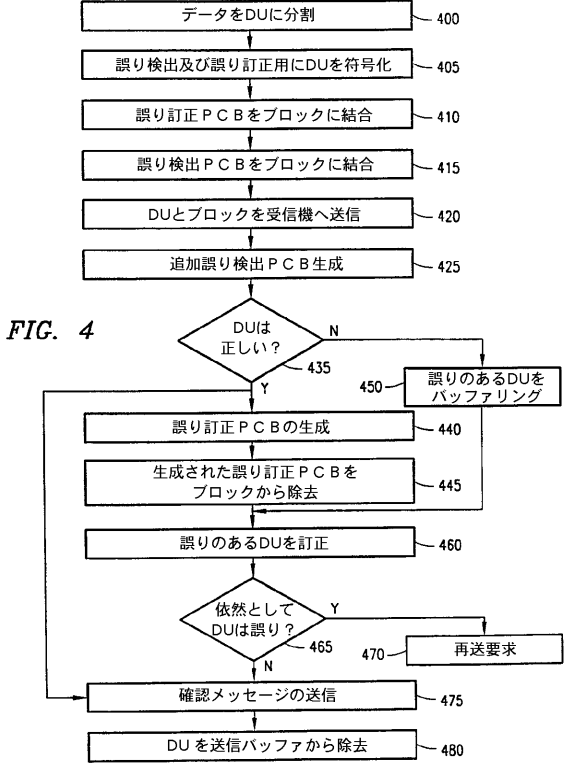 データをDUに分割
400
誤り検出及び誤り訂正用にDUを符号化
405
誤り訂正PCBをブロックに結合
410
誤り検出PCBをブロックに結合
415
DUとブロックを受信機へ送信
420
追加誤り検出PCB生成
425
FIG. 4
DUは
正しい?
N
435
Y
450
誤りのあるDUを
バッファリング
誤り訂正PCBの生成
440
生成された誤り訂正PCBを
ブロックから除去
445
誤りのあるDUを訂正
460
依然として
DUは誤り?
Y
465
N
470
再送要求
確認メッセージの送信
475
DUを送信バッファから除去
480